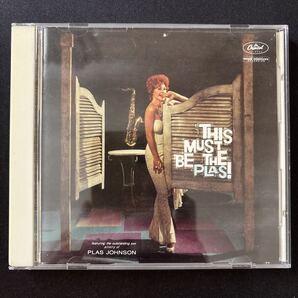 Capitol
THIS
MUST
BE THE
PLAS!
featuring the outstanding sax
artistry of
PLAS JOHNSON